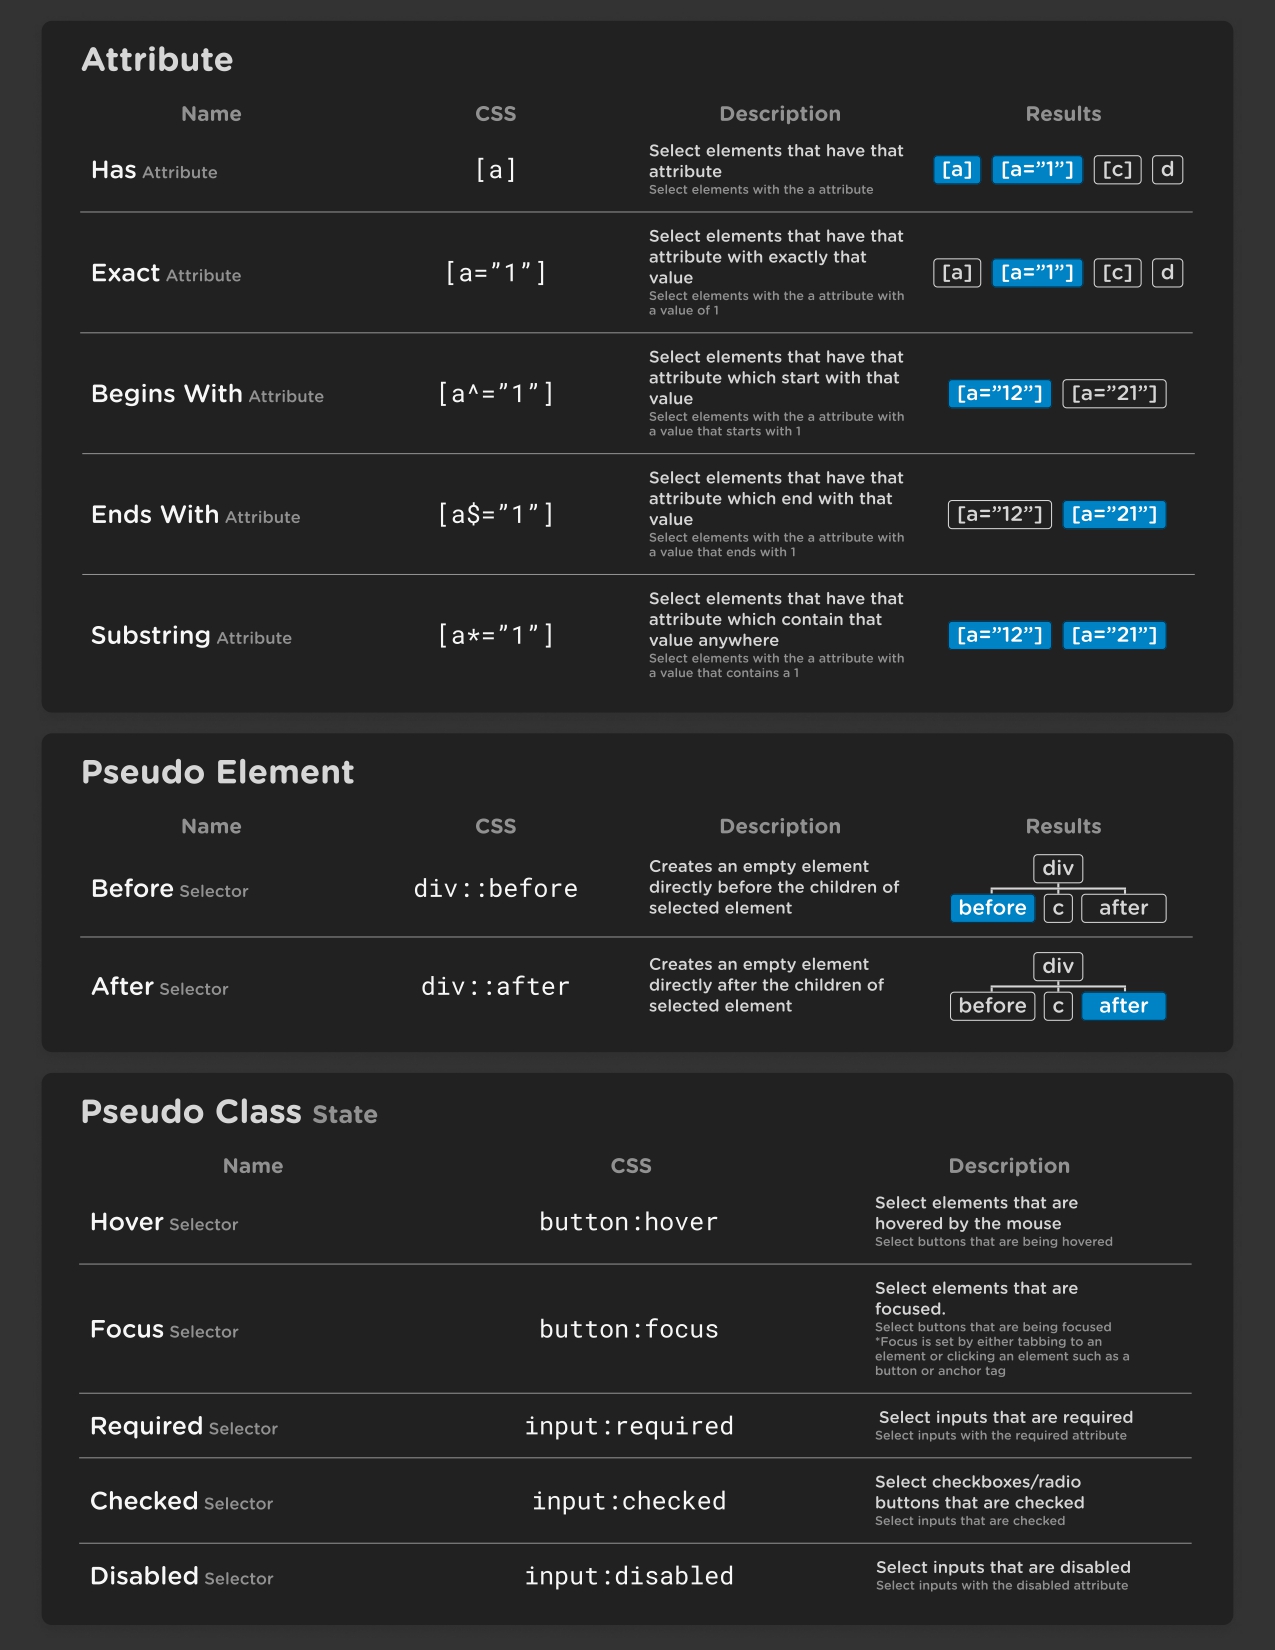 Attribute
Name CSS Description Results
Has Attribute [a] Select elements that have that
attribute
Select elements with the a attribute
[a] [a=”1”] [c] d
Exact Attribute [a=”1”] Select elements that have that
attribute with exactly that
value
Select elements with the a attribute with
a value of 1
[a] [a=”1”] [c] d
Begins With Attribute [a^=”1”] Select elements that have that
attribute which start with that
value
Select elements with the a attribute with
a value that starts with 1
[a=”12”] [a=”21”]
Ends With Attribute [a$=”1”] Select elements that have that
attribute which end with that
value
Select elements with the a attribute with
a value that ends with 1
[a=”12”] [a=”21”]
Substring Attribute [a*=”1”] Select elements that have that
attribute which contain that
value anywhere
Select elements with the a attribute with
a value that contains a 1
[a=”12”] [a=”21”]
Pseudo Element
Name CSS Description Results
Before Selector div::before Creates an empty element
directly before the children of
selected element
div
before c after
After Selector div::after Creates an empty element
directly after the children of
selected element
div
before c after
Pseudo Class State
Name CSS Description
Hover Selector button:hover Select elements that are
hovered by the mouse
Select buttons that are being hovered
Focus Selector button:focus Select elements that are
focused.
Select buttons that are being focused
*Focus is set by either tabbing to an
element or clicking an element such as a
button or anchor tag
Required Selector input:required Select inputs that are required
Select inputs with the required attribute
Checked Selector input:checked Select checkboxes/radio
buttons that are checked
Select inputs that are checked
Disabled Selector input:disabled Select inputs that are disabled
Select inputs with the disabled attribute